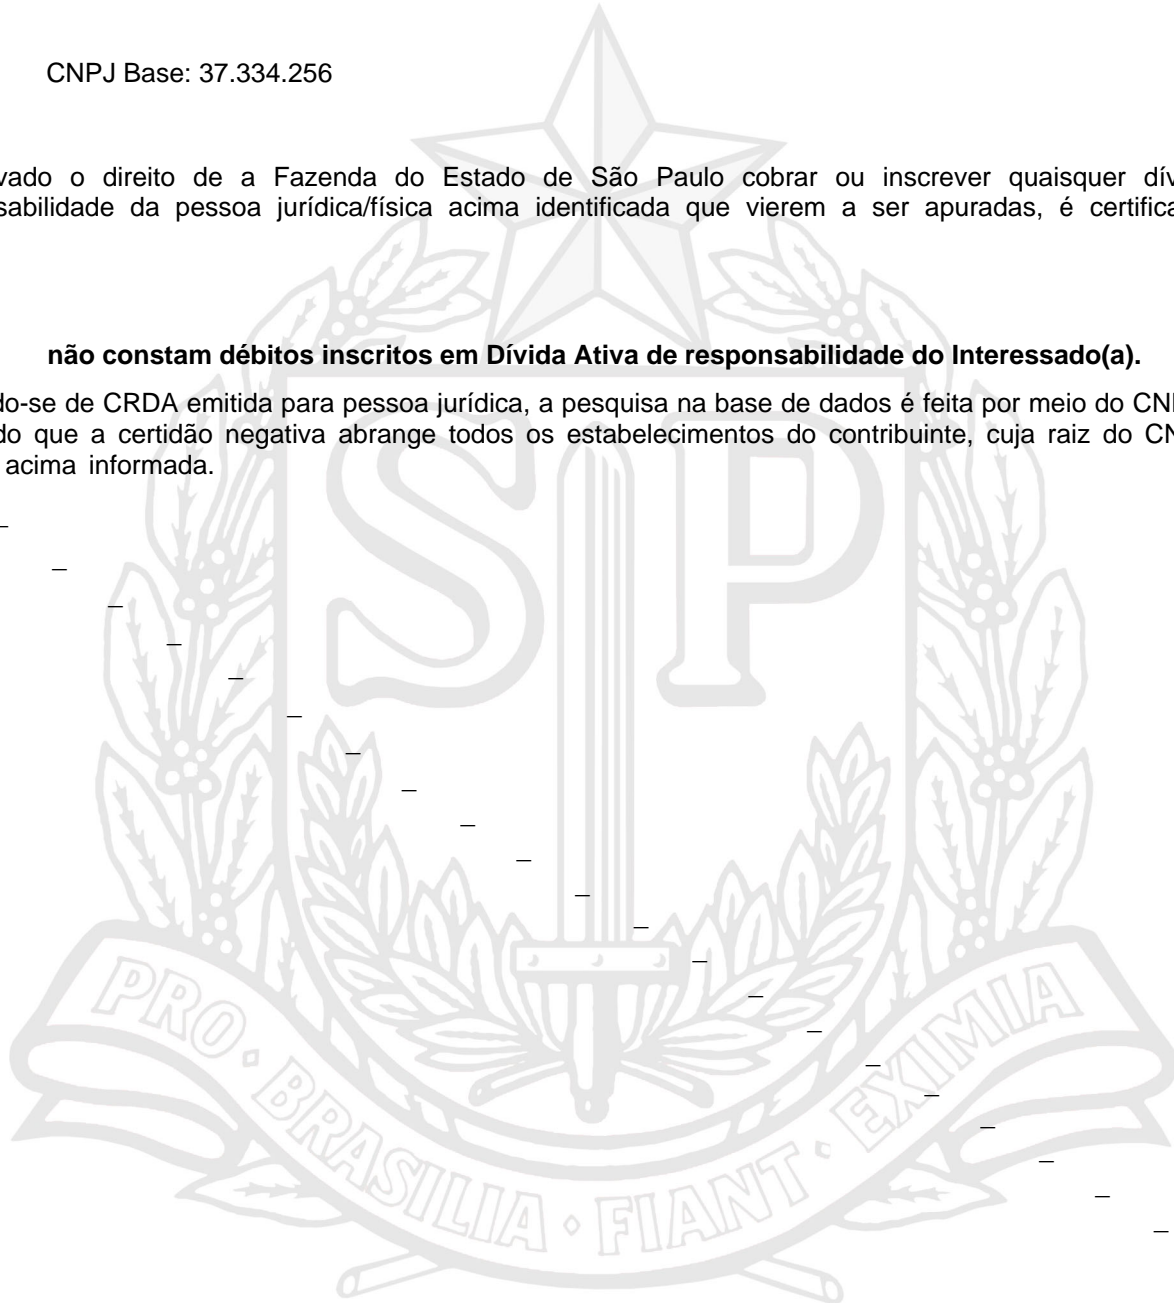 CNPJ Base: 37.334.256
vado o direito de a Fazenda do Estado de São Paulo cobrar ou inscrever quaisquer dív
sabilidade da pessoa jurídica/física acima identificada que vierem a ser apuradas, é certifica
não constam débitos inscritos em Dívida Ativa de responsabilidade do Interessado(a).
do-se de CRDA emitida para pessoa jurídica, a pesquisa na base de dados é feita por meio do CN
do que a certidão negativa abrange todos os estabelecimentos do contribuinte, cuja raiz do CN
acima informada.
SP
PRO · BRASILIA · FIANT · EXIMIA